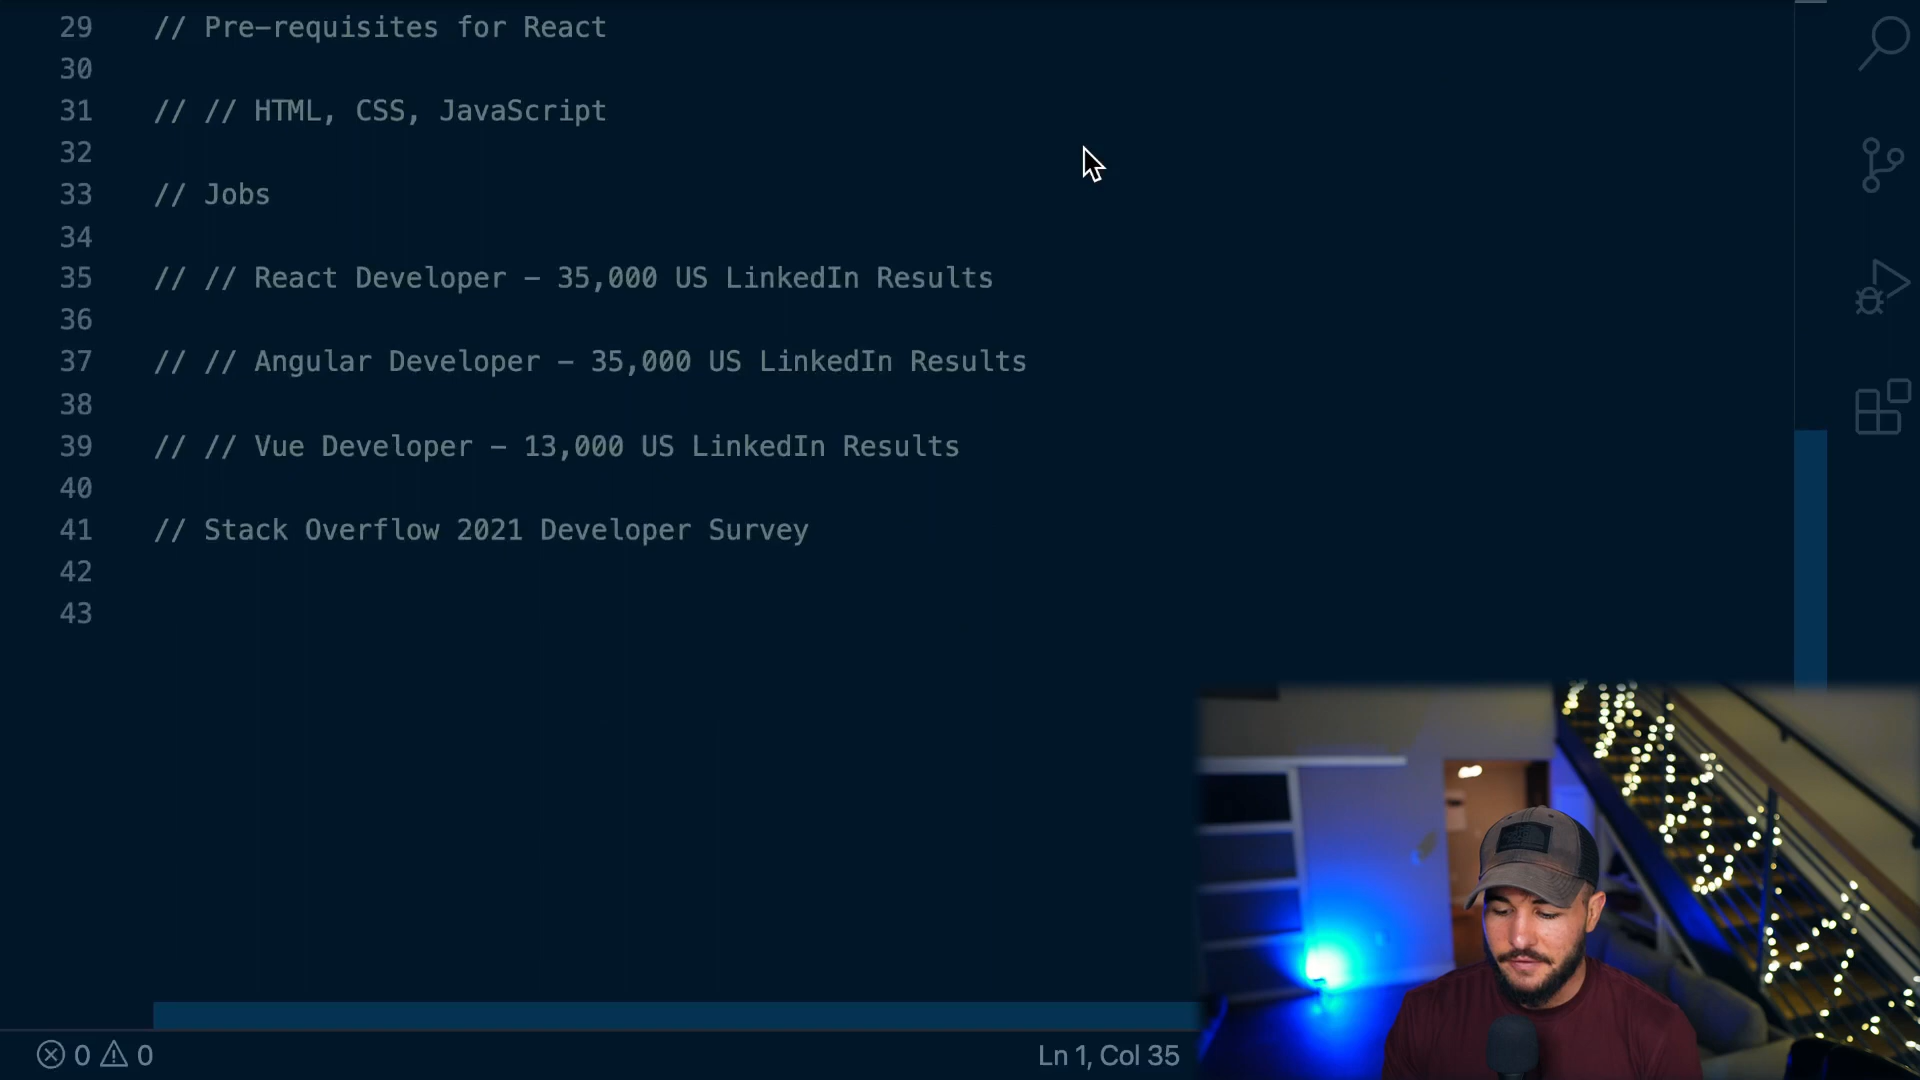 29 // Pre-requisites for React
30
31 // // HTML, CSS, JavaScript
32
33 // Jobs
34
35 // // React Developer - 35,000 US LinkedIn Results
36
37 // // Angular Developer - 35,000 US LinkedIn Results
38
39 // // Vue Developer - 13,000 US LinkedIn Results
40
41 // Stack Overflow 2021 Developer Survey
42
43
0 0 Ln 1, Col 35